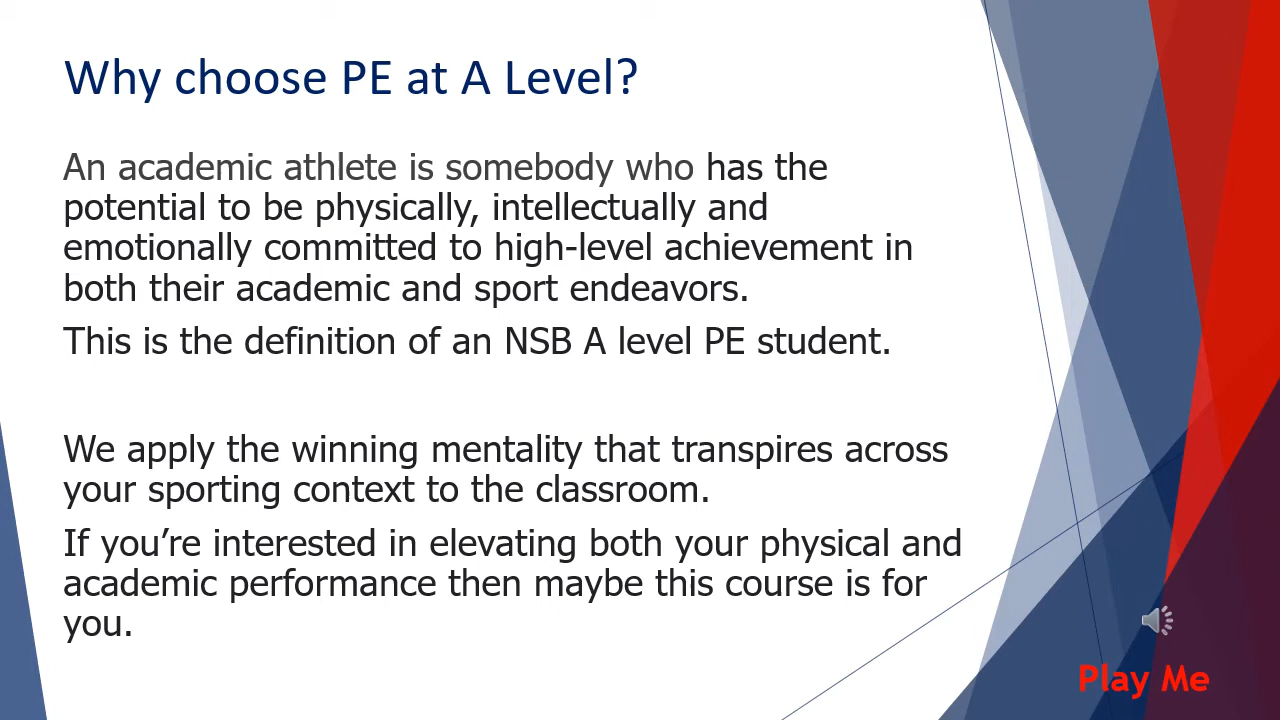 Why choose PE at A Level?
An academic athlete is somebody who has the
potential to be physically, intellectually and
emotionally committed to high-level achievement in
both their academic and sport endeavors.
This is the definition of an NSB A level PE student.
We apply the winning mentality that transpires across
your sporting context to the classroom.
If you’re interested in elevating both your physical and
academic performance then maybe this course is for
you.
Play Me